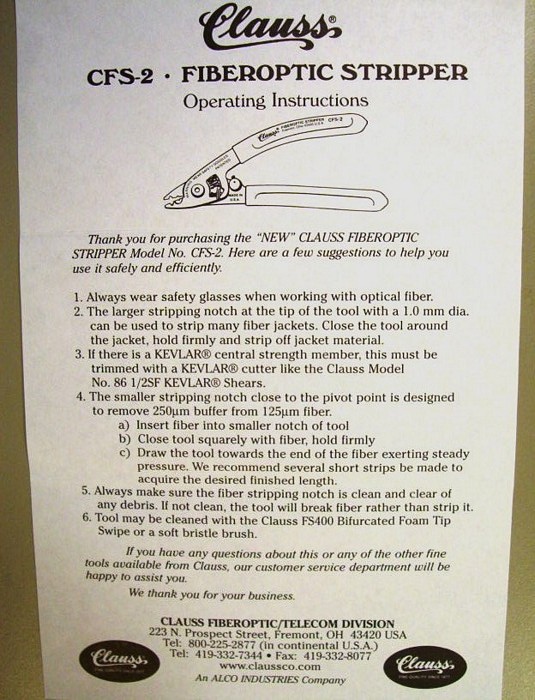 Clauss®
CFS-2 · FIBEROPTIC STRIPPER
Operating Instructions
Clauss FIBEROPTIC STRIPPER CFS-2
MADE IN
U.S.A.
Thank you for purchasing the “NEW” CLAUSS FIBEROPTIC
STRIPPER Model No. CFS-2. Here are a few suggestions to help you
use it safely and efficiently.
1. Always wear safety glasses when working with optical fiber.
2. The larger stripping notch at the tip of the tool with a 1.0 mm dia.
can be used to strip many fiber jackets. Close the tool around
the jacket, hold firmly and strip off jacket material.
3. If there is a KEVLAR® central strength member, this must be
trimmed with a KEVLAR® cutter like the Clauss Model
No. 86 1/2SF KEVLAR® Shears.
4. The smaller stripping notch close to the pivot point is designed
to remove 250µm buffer from 125µm fiber.
a) Insert fiber into smaller notch of tool
b) Close tool squarely with fiber, hold firmly
c) Draw the tool towards the end of the fiber exerting steady
pressure. We recommend several short strips be made to
acquire the desired finished length.
5. Always make sure the fiber stripping notch is clean and clear of
any debris. If not clean, the tool will break fiber rather than strip it.
6. Tool may be cleaned with the Clauss FS400 Bifurcated Foam Tip
Swipe or a soft bristle brush.
If you have any questions about this or any of the other fine
tools available from Clauss, our customer service department will be
happy to assist you.
We thank you for your business.
CLAUSS FIBEROPTIC/TELECOM DIVISION
223 N. Prospect Street, Fremont, OH 43420 USA
Tel: 800-225-2877 (in continental U.S.A.)
Tel: 419-332-7344 • Fax: 419-332-8077
www.claussco.com
An ALCO INDUSTRIES Company
Clauss
Clauss